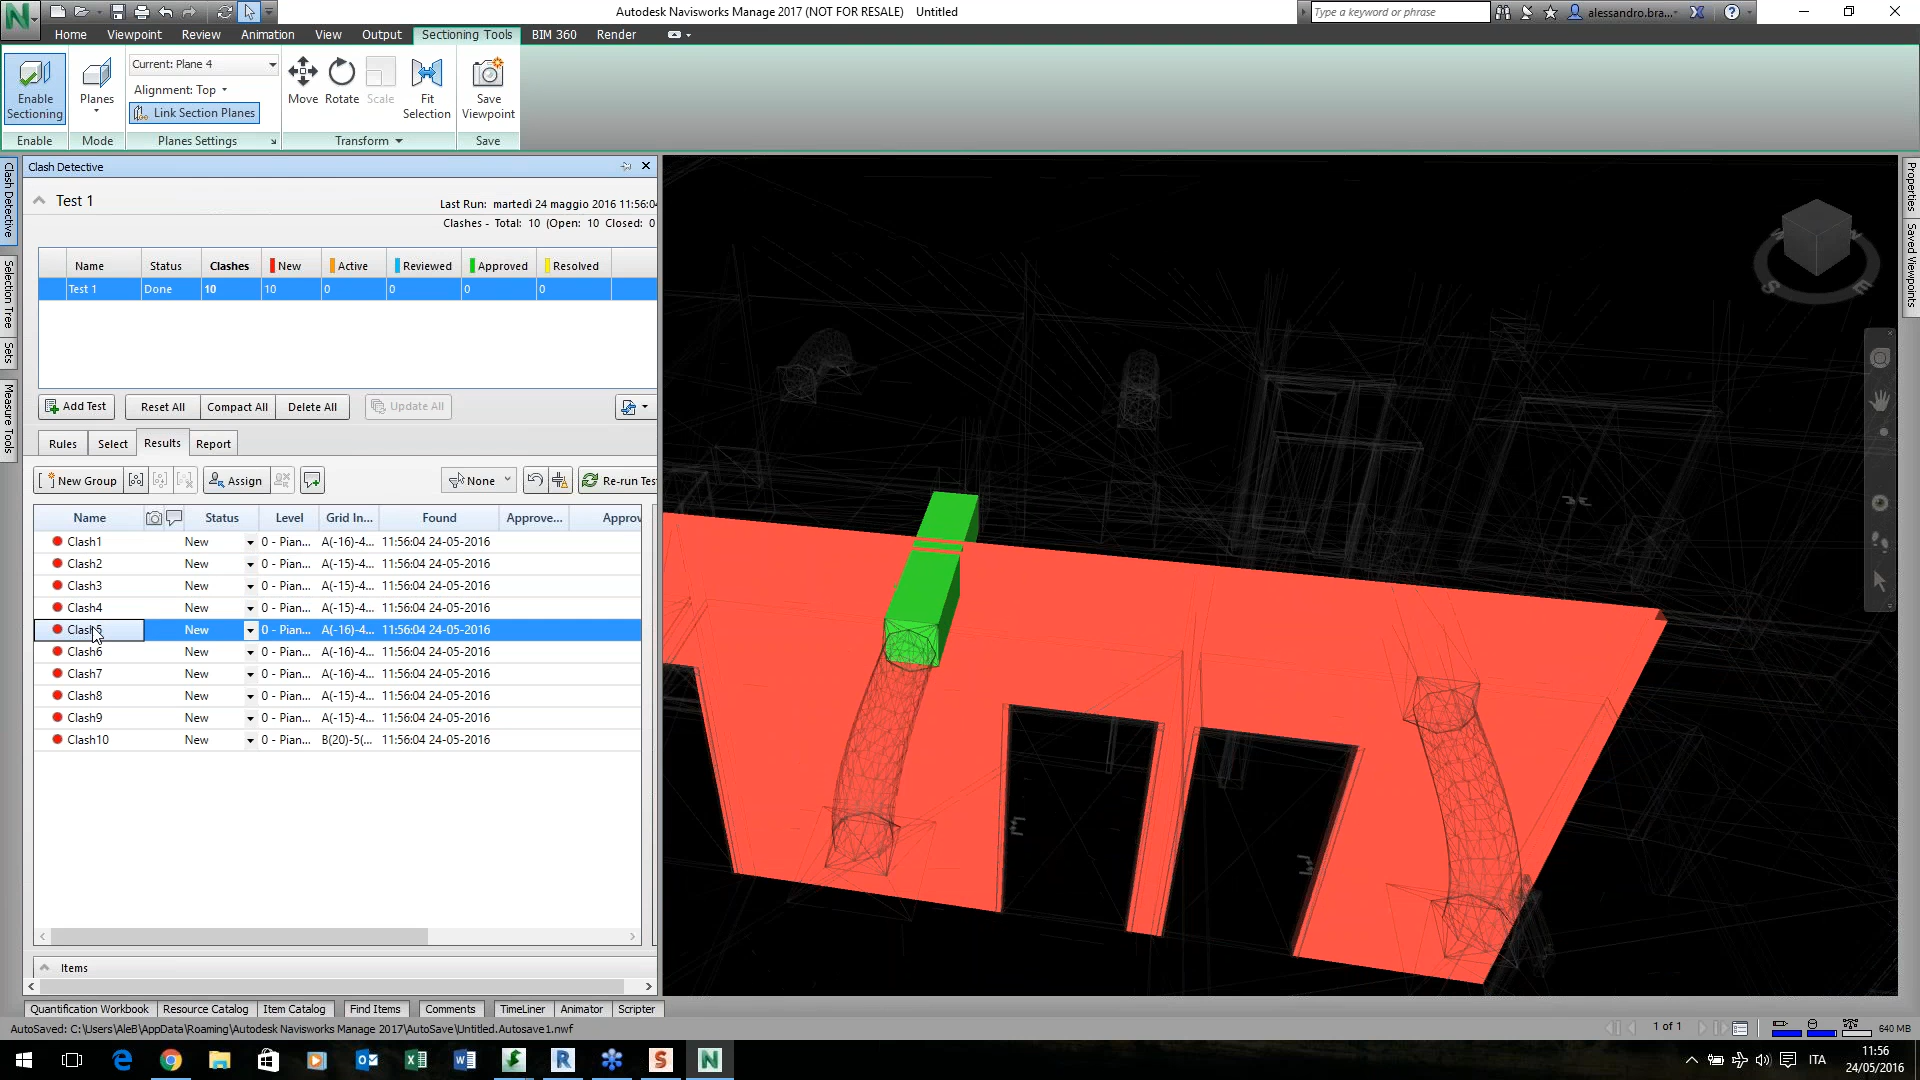 Autodesk Navisworks Manage 2017 (NOT FOR RESALE) Untitled
Type a keyword or phrase
alessandro.bra...
Home Viewpoint Review Animation View Output Sectioning Tools BIM 360 Render
Enable Sectioning
Planes
Current: Plane 4
Alignment: Top
Link Section Planes
Move Rotate Scale Fit Selection
Save Viewpoint
Enable Mode Planes Settings Transform Save
Clash Detective
Clash Detective
Selection Tree
Sets
Measure Tools
Properties
Saved Viewpoints
Test 1
Last Run: martedì 24 maggio 2016 11:56:04
Clashes - Total: 10 (Open: 10 Closed: 0
Name Status Clashes New Active Reviewed Approved Resolved
Test 1 Done 10 10 0 0 0 0
Add Test Reset All Compact All Delete All Update All
Rules Select Results Report
New Group Assign None Re-run Test
Name Status Level Grid In... Found Approve... Approv
Clash1 New 0 - Pian... A(-16)-4... 11:56:04 24-05-2016
Clash2 New 0 - Pian... A(-15)-4... 11:56:04 24-05-2016
Clash3 New 0 - Pian... A(-15)-4... 11:56:04 24-05-2016
Clash4 New 0 - Pian... A(-15)-4... 11:56:04 24-05-2016
Clash5 New 0 - Pian... A(-16)-4... 11:56:04 24-05-2016
Clash6 New 0 - Pian... A(-16)-4... 11:56:04 24-05-2016
Clash7 New 0 - Pian... A(-16)-4... 11:56:04 24-05-2016
Clash8 New 0 - Pian... A(-15)-4... 11:56:04 24-05-2016
Clash9 New 0 - Pian... A(-15)-4... 11:56:04 24-05-2016
Clash10 New 0 - Pian... B(20)-5(... 11:56:04 24-05-2016
Items
Quantification Workbook Resource Catalog Item Catalog Find Items Comments TimeLiner Animator Scripter
AutoSaved: C:\Users\AleB\AppData\Roaming\Autodesk Navisworks Manage 2017\AutoSave\Untitled.Autosave1.nwf
1 of 1
640 MB
ITA
11:56
24/05/2016